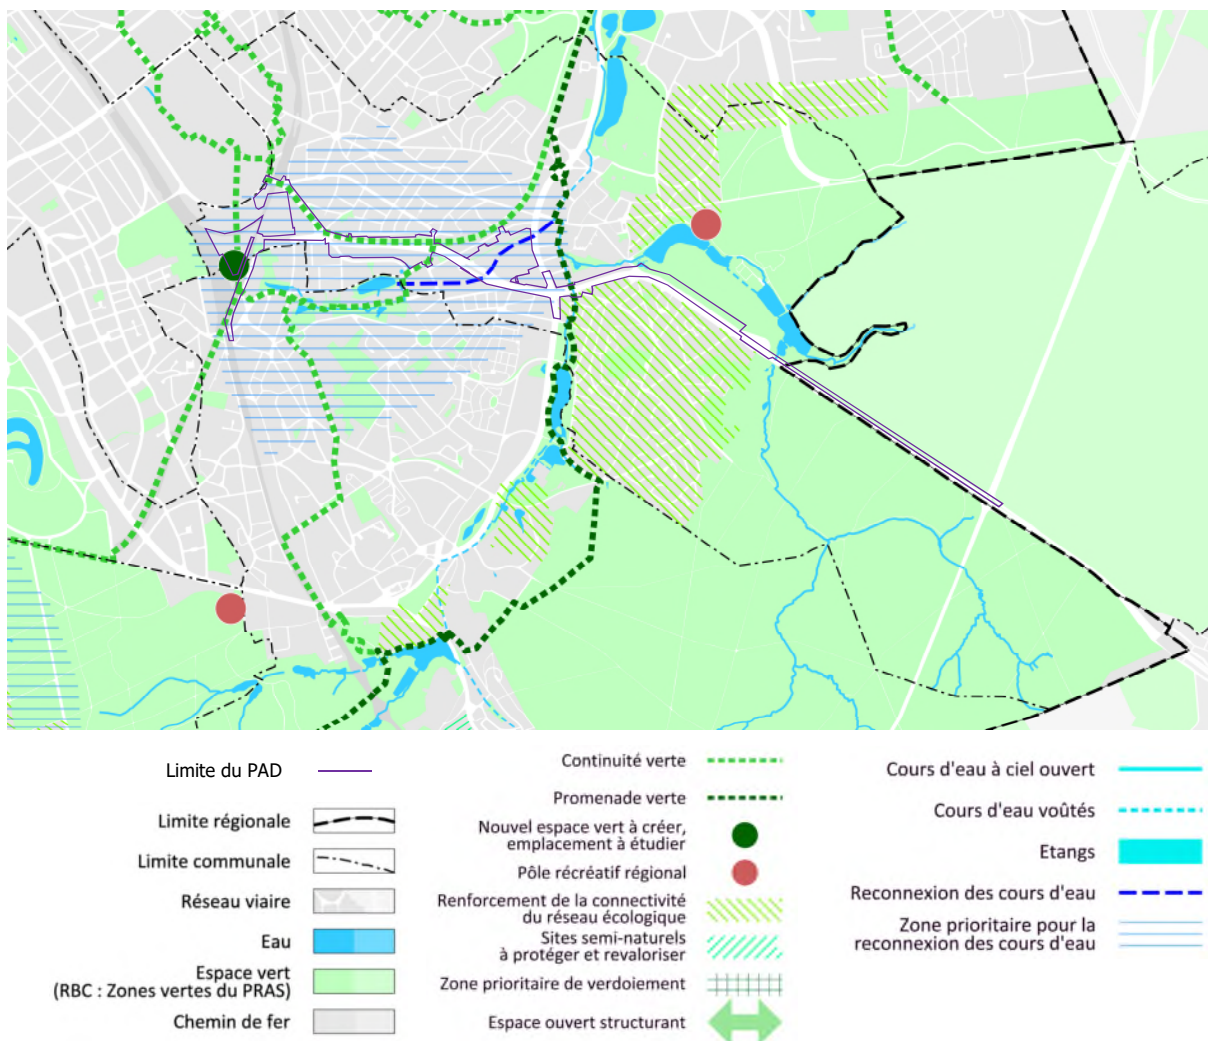 Limite du PAD
Limite régionale
Limite communale
Réseau viaire
Eau
Espace vert
(RBC : Zones vertes du PRAS)
Chemin de fer
Continuité verte
Promenade verte
Nouvel espace vert à créer,
emplacement à étudier
Pôle récréatif régional
Renforcement de la connectivité
du réseau écologique
Sites semi-naturels
à protéger et revaloriser
Zone prioritaire de verdoiement
Espace ouvert structurant
Cours d'eau à ciel ouvert
Cours d'eau voûtés
Etangs
Reconnexion des cours d'eau
Zone prioritaire pour la
reconnexion des cours d'eau